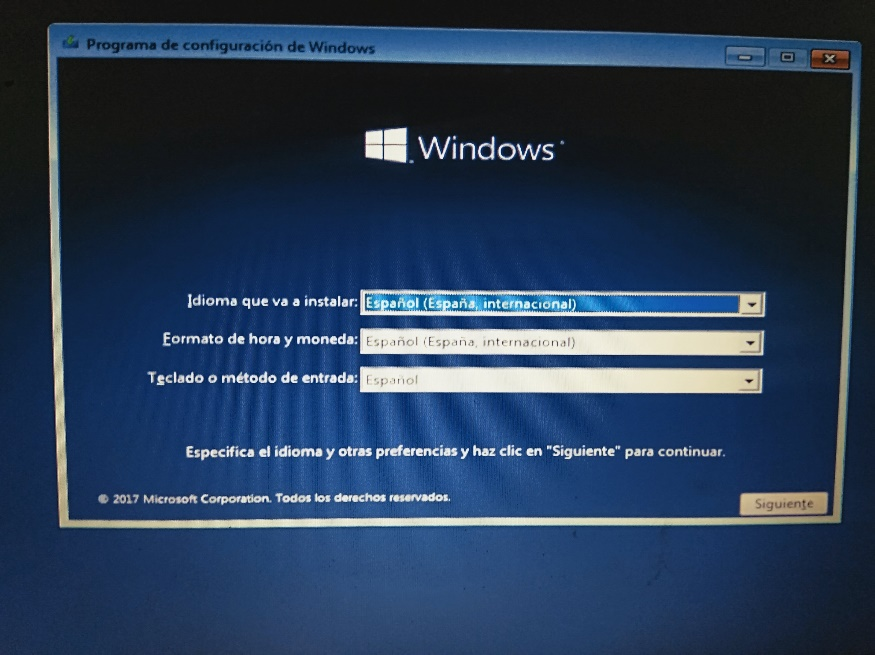 Programa de configuración de Windows
Windows
Idioma que va a instalar: Español (España, internacional)
Formato de hora y moneda: Español (España, internacional)
Teclado o método de entrada: Español
Especifica el idioma y otras preferencias y haz clic en "Siguiente" para continuar.
© 2017 Microsoft Corporation. Todos los derechos reservados.
Siguiente